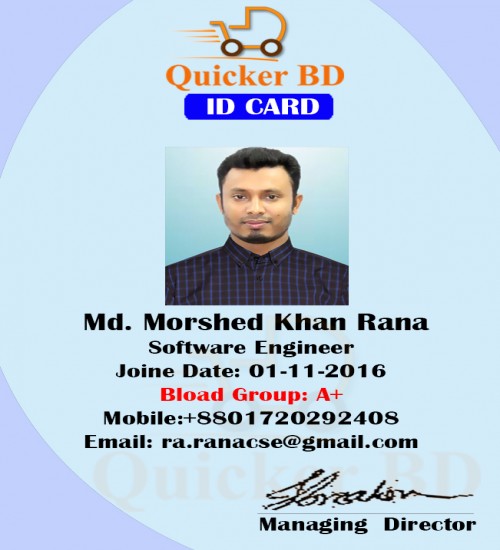 Quicker BD
ID CARD
Md. Morshed Khan Rana
Software Engineer
Joine Date: 01-11-2016
Bload Group: A+
Mobile:+8801720292408
Email: ra.ranacse@gmail.com
Quicker BD
Managing Director